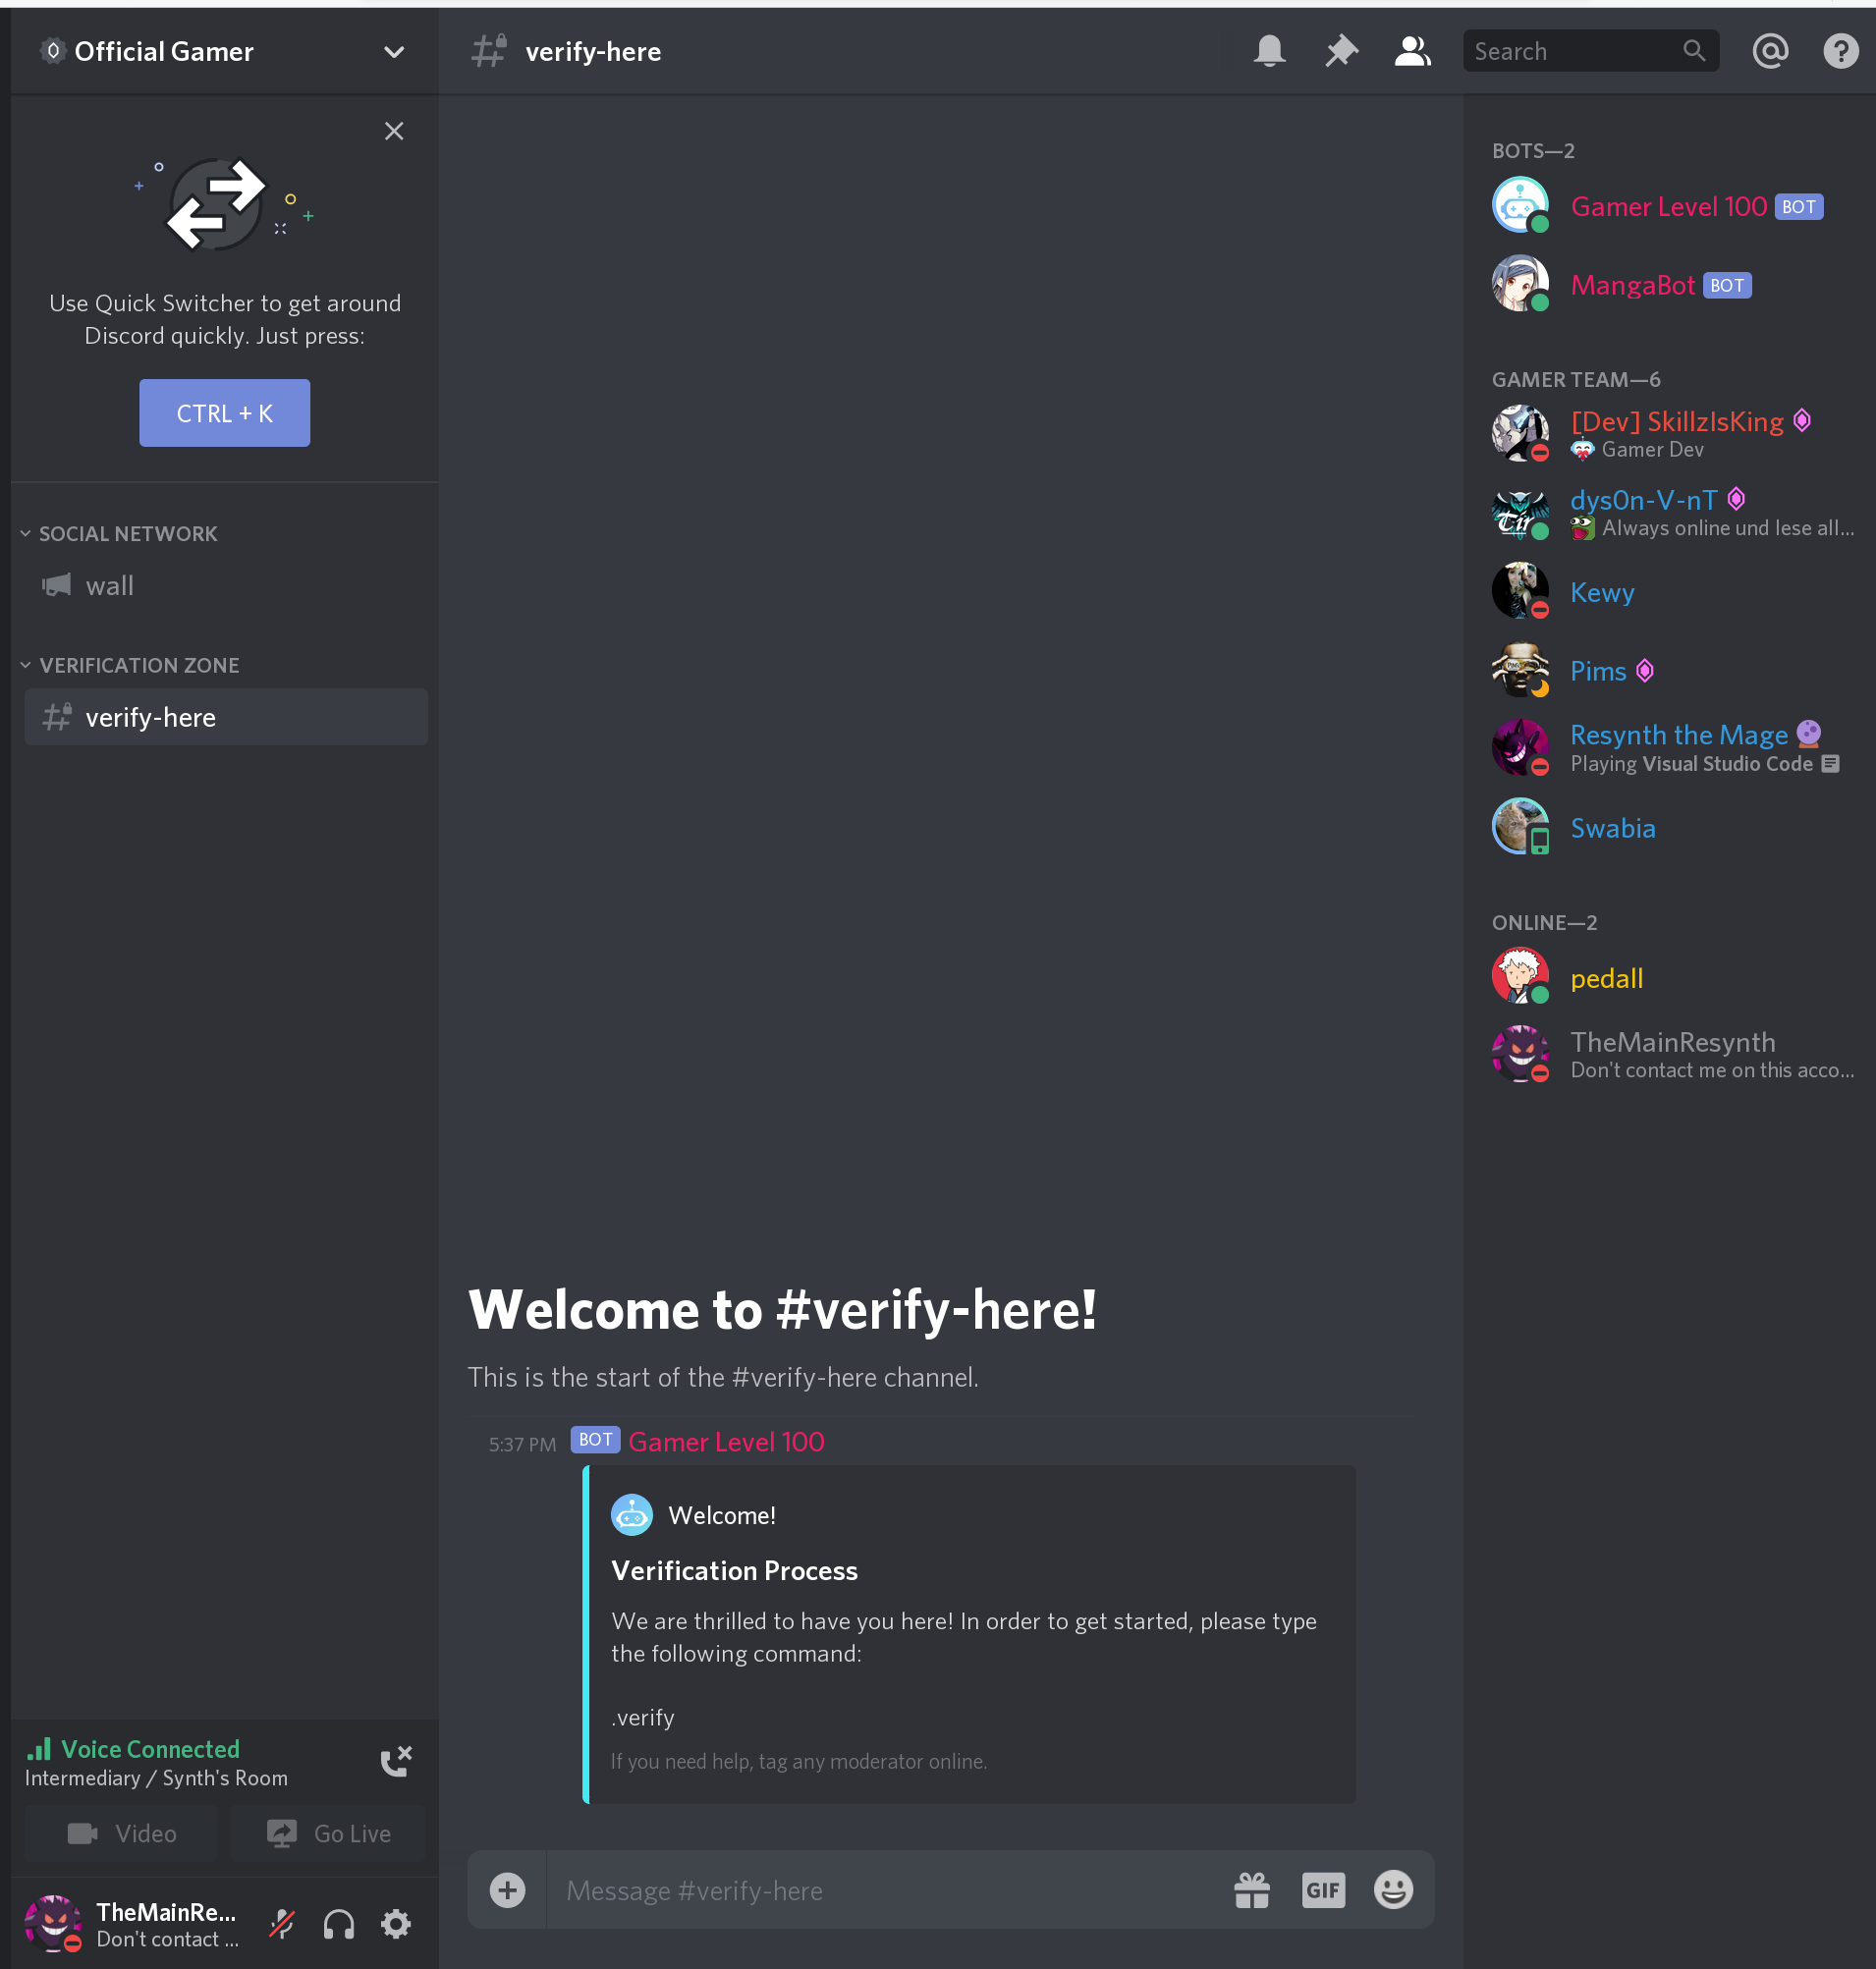 Official Gamer
Use Quick Switcher to get around
Discord quickly. Just press:
CTRL + K
SOCIAL NETWORK
wall
VERIFICATION ZONE
verify-here
Voice Connected
Intermediary / Synth's Room
Video
Go Live
TheMainRe...
Don't contact ...
verify-here
Search
Welcome to #verify-here!
This is the start of the #verify-here channel.
5:37 PM BOT Gamer Level 100
Welcome!
Verification Process
We are thrilled to have you here! In order to get started, please type
the following command:
.verify
If you need help, tag any moderator online.
Message #verify-here
GIF
BOTS—2
Gamer Level 100 BOT
MangaBot BOT
GAMER TEAM—6
[Dev] SkillzIsKing
Gamer Dev
dys0n-V-nT
Always online und lese all...
Kewy
Pims
Resynth the Mage
Playing Visual Studio Code
Swabia
ONLINE—2
pedall
TheMainResynth
Don't contact me on this acco...